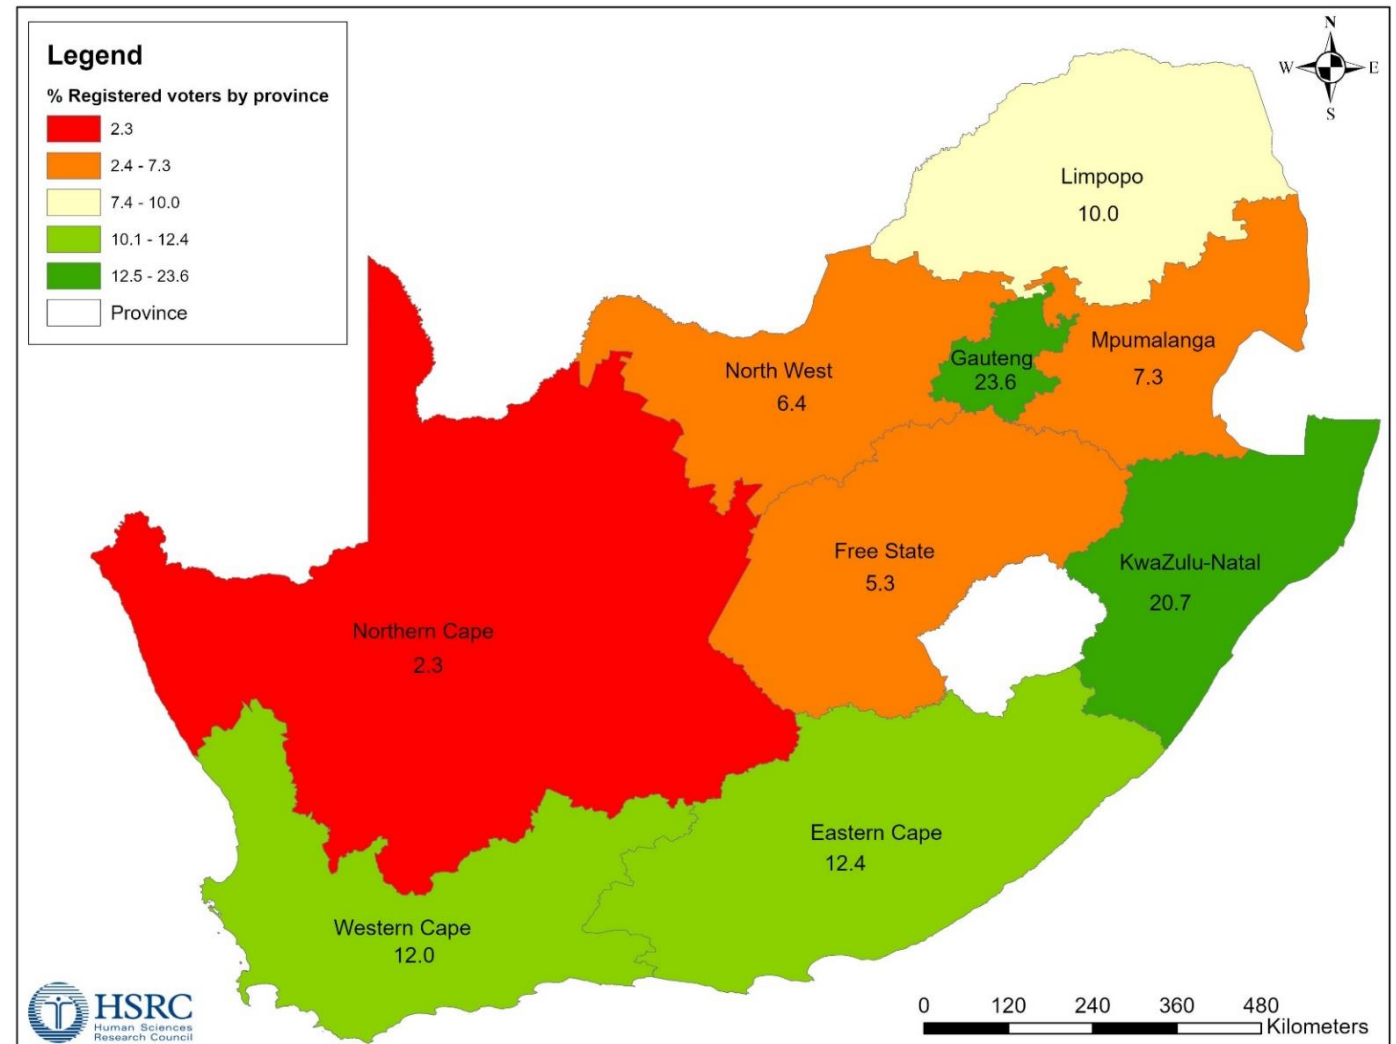 Legend
% Registered voters by province
2.3
2.4 - 7.3
7.4 - 10.0
10.1 - 12.4
12.5 - 23.6
Province
N
W E
S
Limpopo
10.0
Mpumalanga
7.3
Gauteng
23.6
North West
6.4
Free State
5.3
KwaZulu-Natal
20.7
Northern Cape
2.3
Eastern Cape
12.4
Western Cape
12.0
HSRC
Human Sciences
Research Council
0 120 240 360 480
Kilometers